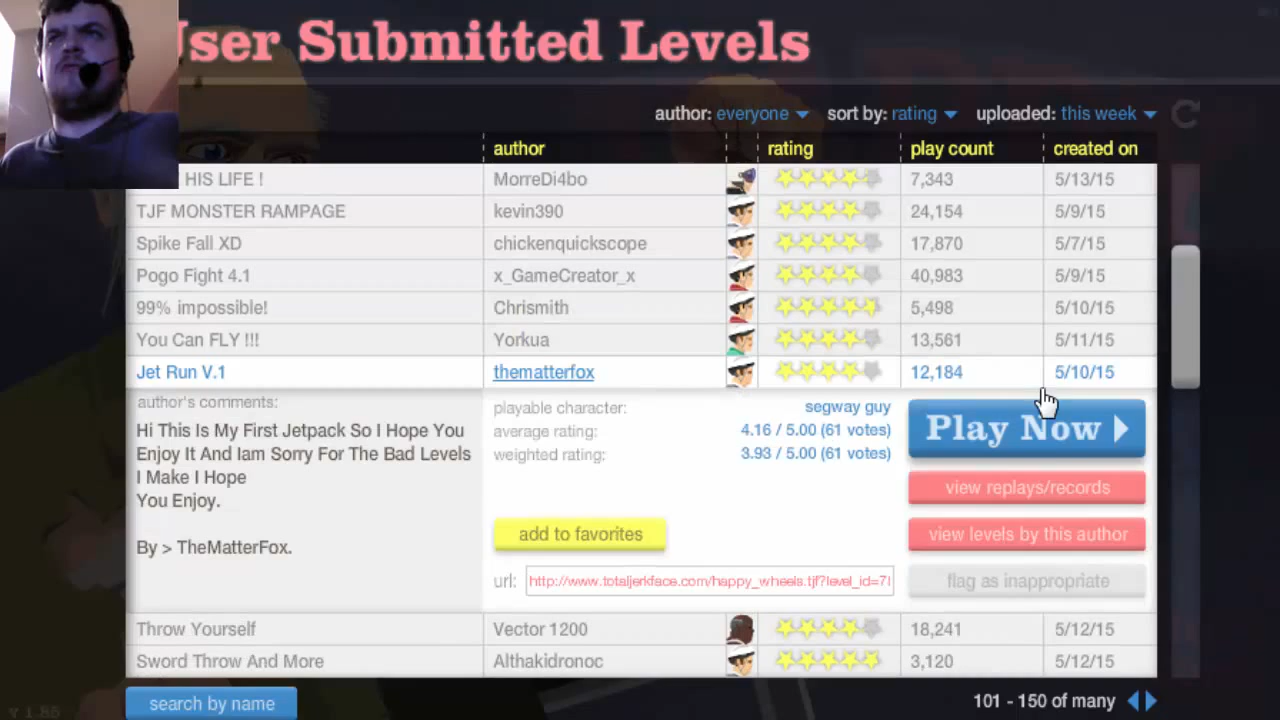 User Submitted Levels
author: everyone sort by: rating uploaded: this week
author rating play count created on
HIS LIFE ! MorreDi4bo 7,343 5/13/15
TJF MONSTER RAMPAGE kevin390 24,154 5/9/15
Spike Fall XD chickenquickscope 17,870 5/7/15
Pogo Fight 4.1 x_GameCreator_x 40,983 5/9/15
99% impossible! Chrismith 5,498 5/10/15
You Can FLY !!! Yorkua 13,561 5/11/15
Jet Run V.1 thematterfox 12,184 5/10/15
author's comments:
Hi This Is My First Jetpack So I Hope You
Enjoy It And Iam Sorry For The Bad Levels
I Make I Hope
You Enjoy.
By > TheMatterFox.
playable character: segway guy
average rating: 4.16 / 5.00 (61 votes)
weighted rating: 3.93 / 5.00 (61 votes)
add to favorites
url: http://www.totaljerkface.com/happy_wheels.tjf?level_id=7
Play Now
view replays/records
view levels by this author
flag as inappropriate
Throw Yourself Vector 1200 18,241 5/12/15
Sword Throw And More Althakidronoc 3,120 5/12/15
search by name 101 - 150 of many
v 1.85